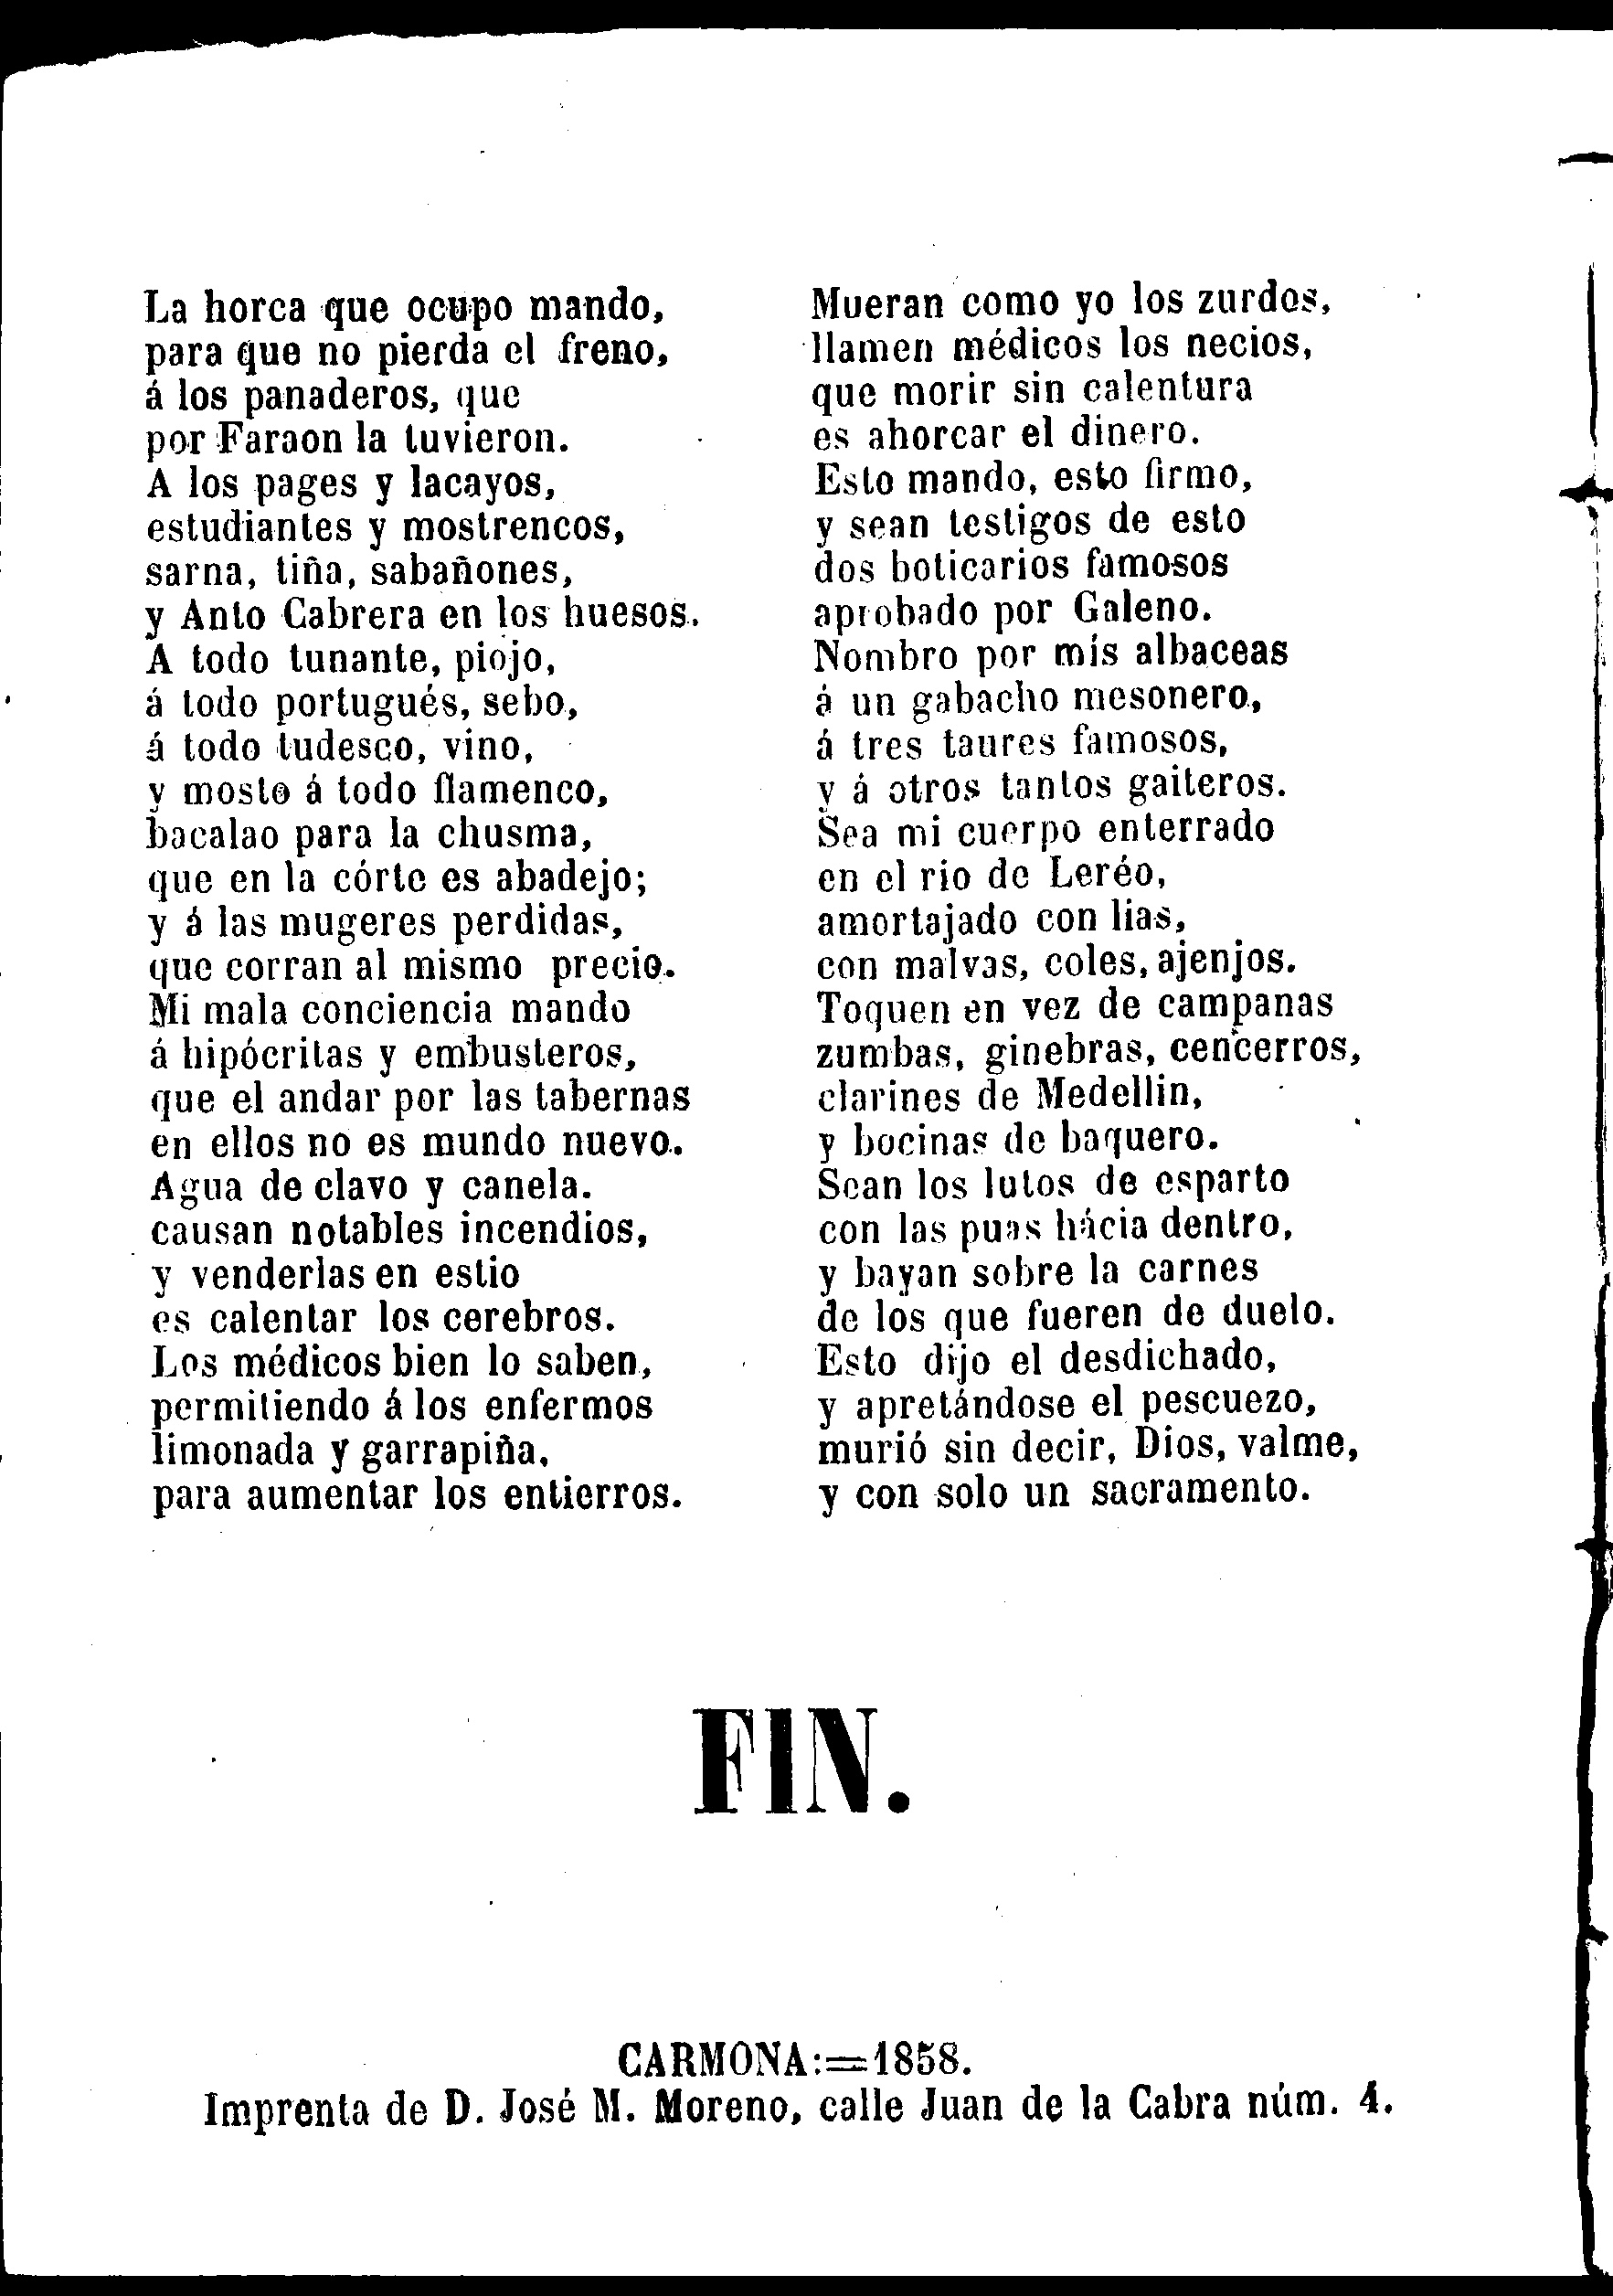 La horca que ocupo mando,
para que no pierda el freno,
á los panaderos, que
por Faraon la tuvieron.
A los pages y lacayos,
estudiantes y mostrencos,
sarna, tiña, sabañones,
y Anto Cabrera en los huesos.
A todo tunante, piojo,
á todo portugués, sebo,
á todo tudesco, vino,
y mosto á todo flamenco,
bacalao para la chusma,
que en la córte es abadejo;
y á las mugeres perdidas,
que corran al mismo precio.
Mi mala conciencia mando
á hipócritas y embusteros,
que el andar por las tabernas
en ellos no es mundo nuevo.
Agua de clavo y canela.
causan notables incendios,
y venderlas en estio
es calentar los cerebros.
Los médicos bien lo saben,
permitiendo á los enfermos
limonada y garrapiña,
para aumentar los entierros.
Mueran como yo los zurdos,
llamen médicos los necios,
que morir sin calentura
es ahorcar el dinero.
Esto mando, esto firmo,
y sean testigos de esto
dos boticarios famosos
aprobado por Galeno.
Nombro por mis albaceas
á un gabacho mesonero,
á tres taures famosos,
y á otros tantos gaiteros.
Sea mi cuerpo enterrado
en el rio de Leréo,
amortajado con lias,
con malvas, coles, ajenjos.
Toquen en vez de campanas
zumbas, ginebras, cencerros,
clarines de Medellin,
y bocinas de baquero.
Sean los lutos de esparto
con las puas hácia dentro,
y bayan sobre la carnes
de los que fueren de duelo.
Esto dijo el desdichado,
y apretándose el pescuezo,
murió sin decir, Dios, valme,
y con solo un sacramento.
FIN.
CARMONA:=1858.
Imprenta de D. José M. Moreno, calle Juan de la Cabra núm. 4.